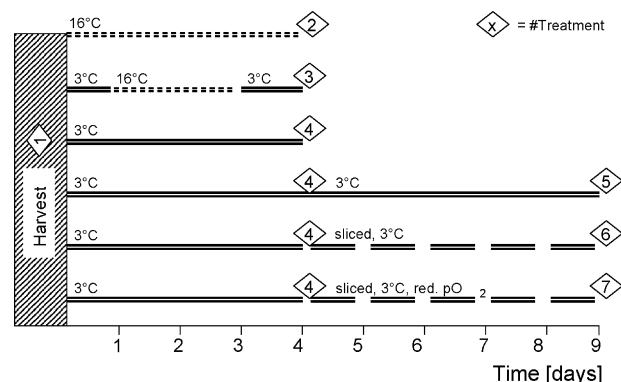 16°C 2 x = #Treatment
3°C 16°C 3°C 3
1 3°C 4
3°C 4 3°C 5
Harvest
3°C 4 sliced, 3°C 6
3°C 4 sliced, 3°C, red. pO 2 7
1 2 3 4 5 6 7 8 9
Time [days]